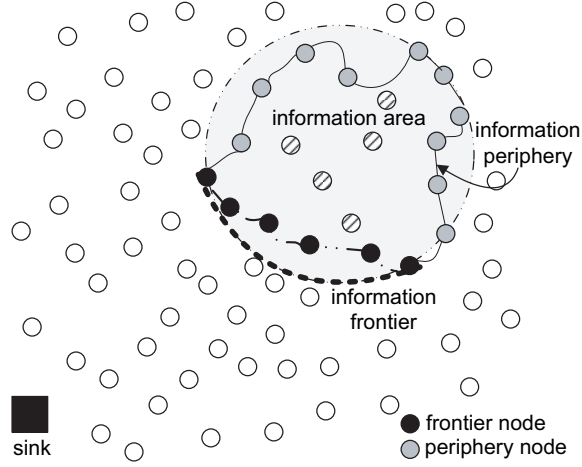 information area
information
periphery
information
frontier
sink
frontier node
periphery node